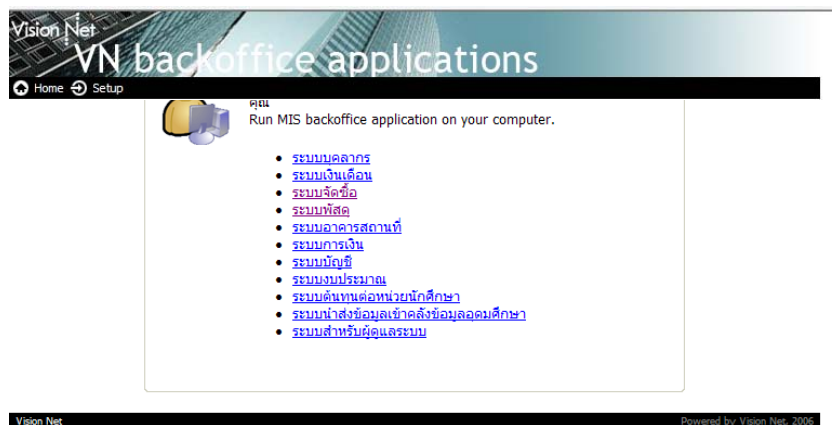 Vision Net
VN backoffice applications
Home Setup
คุณ
Run MIS backoffice application on your computer.
ระบบบุคลากร
ระบบเงินเดือน
ระบบจัดซื้อ
ระบบพัสดุ
ระบบอาคารสถานที่
ระบบการเงิน
ระบบบัญชี
ระบบงบประมาณ
ระบบต้นทุนต่อหน่วยนักศึกษา
ระบบนำส่งข้อมูลเข้าคลังข้อมูลอุดมศึกษา
ระบบสำหรับผู้ดูแลระบบ
Vision Net Powered by Vision Net, 2006